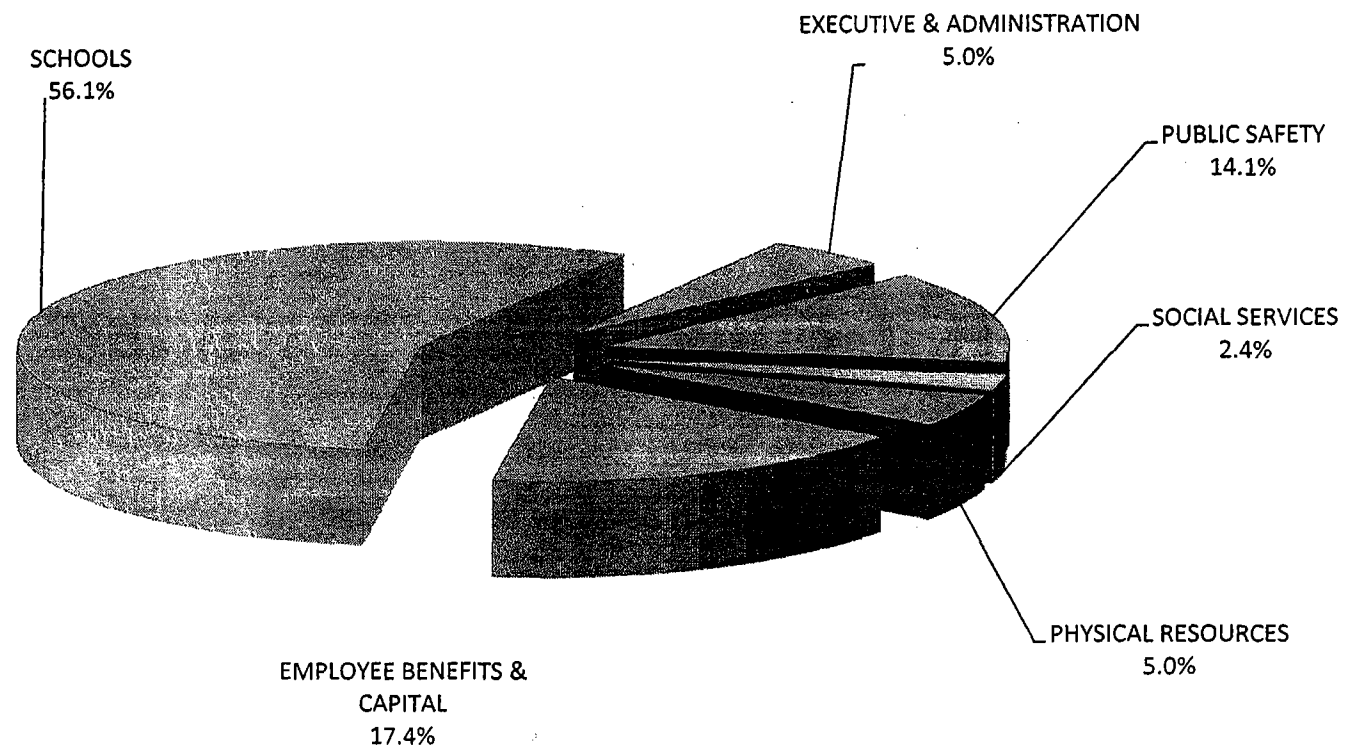 SCHOOLS
56.1%
EXECUTIVE & ADMINISTRATION
5.0%
PUBLIC SAFETY
14.1%
SOCIAL SERVICES
2.4%
PHYSICAL RESOURCES
5.0%
EMPLOYEE BENEFITS &
CAPITAL
17.4%